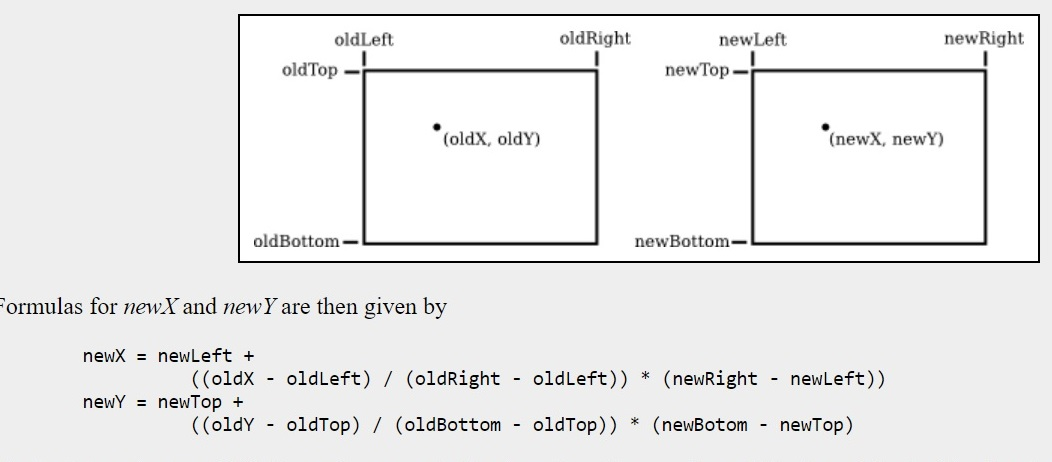 oldLeft oldRight newLeft newRight
oldTop newTop
(oldX, oldY) (newX, newY)
oldBottom newBottom
Formulas for newX and newY are then given by
newX = newLeft +
((oldX - oldLeft) / (oldRight - oldLeft)) * (newRight - newLeft))
newY = newTop +
((oldY - oldTop) / (oldBottom - oldTop)) * (newBotom - newTop)